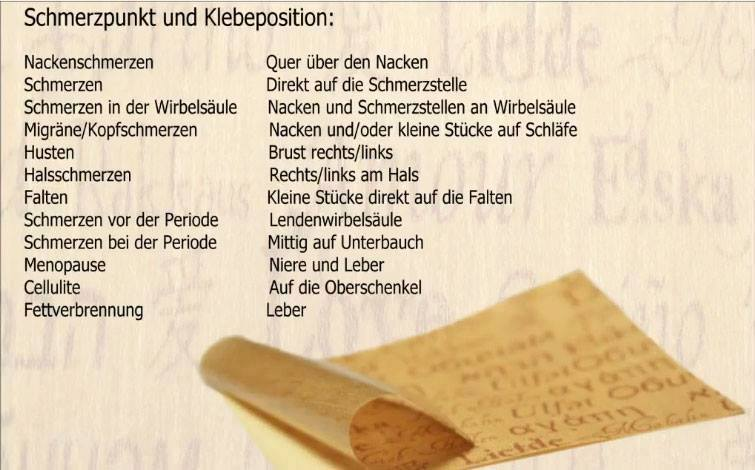 Schmerzpunkt und Klebeposition:
Nackenschmerzen Quer über den Nacken
Schmerzen Direkt auf die Schmerzstelle
Schmerzen in der Wirbelsäule Nacken und Schmerzstellen an Wirbelsäule
Migräne/Kopfschmerzen Nacken und/oder kleine Stücke auf Schläfe
Husten Brust rechts/links
Halsschmerzen Rechts/links am Hals
Falten Kleine Stücke direkt auf die Falten
Schmerzen vor der Periode Lendenwirbelsäule
Schmerzen bei der Periode Mittig auf Unterbauch
Menopause Niere und Leber
Cellulite Auf die Oberschenkel
Fettverbrennung Leber